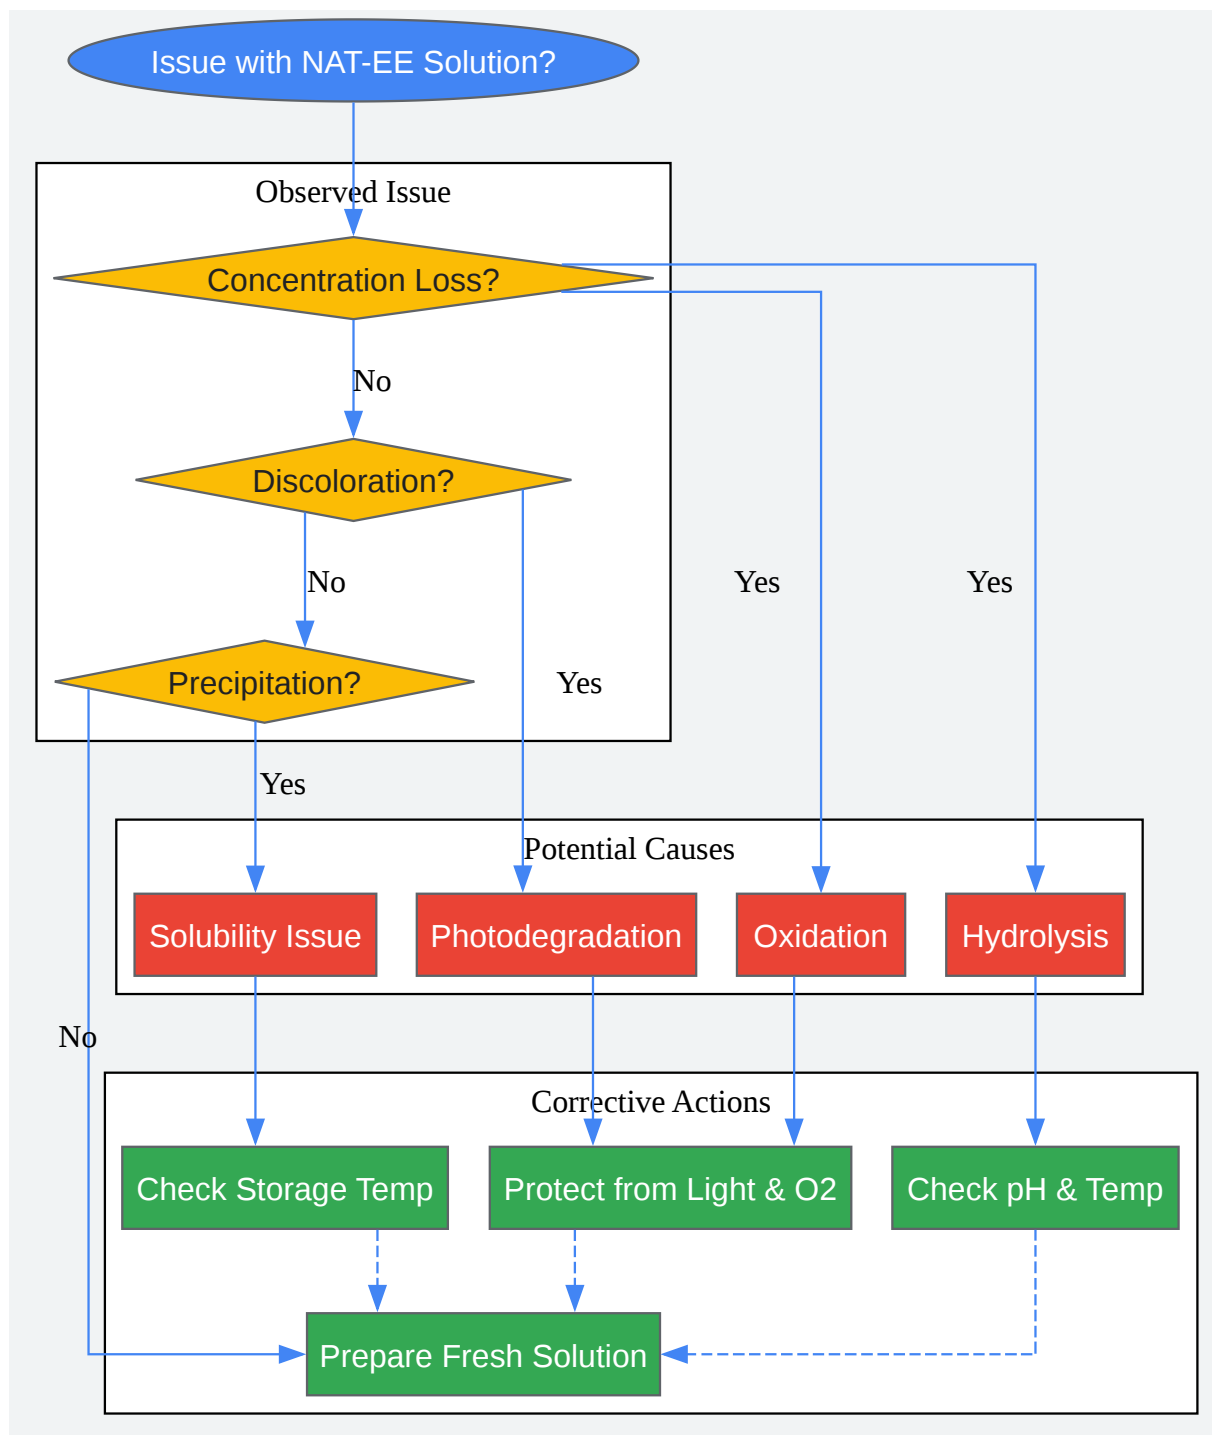 Issue with NAT-EE Solution?
Observed Issue
Concentration Loss?
No
Discoloration?
No
Yes
Yes
Precipitation?
Yes
Yes
Potential Causes
Solubility Issue
Photodegradation
Oxidation
Hydrolysis
No
Corrective Actions
Check Storage Temp
Protect from Light & O2
Check pH & Temp
Prepare Fresh Solution